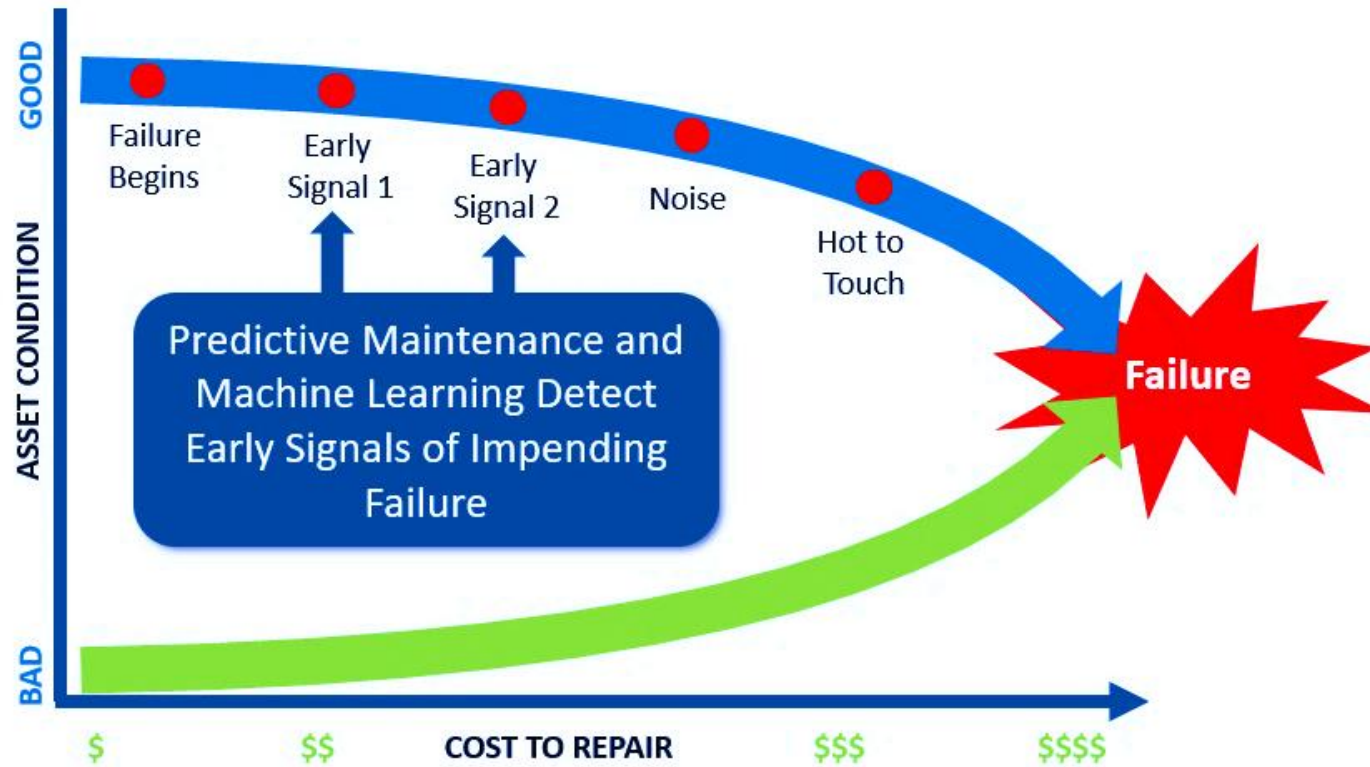 GOOD
ASSET CONDITION
BAD
Failure
Begins
Early
Signal 1
Early
Signal 2
Noise
Hot to
Touch
Predictive Maintenance and
Machine Learning Detect
Early Signals of Impending
Failure
Failure
$ $$ COST TO REPAIR $$$ $$$$